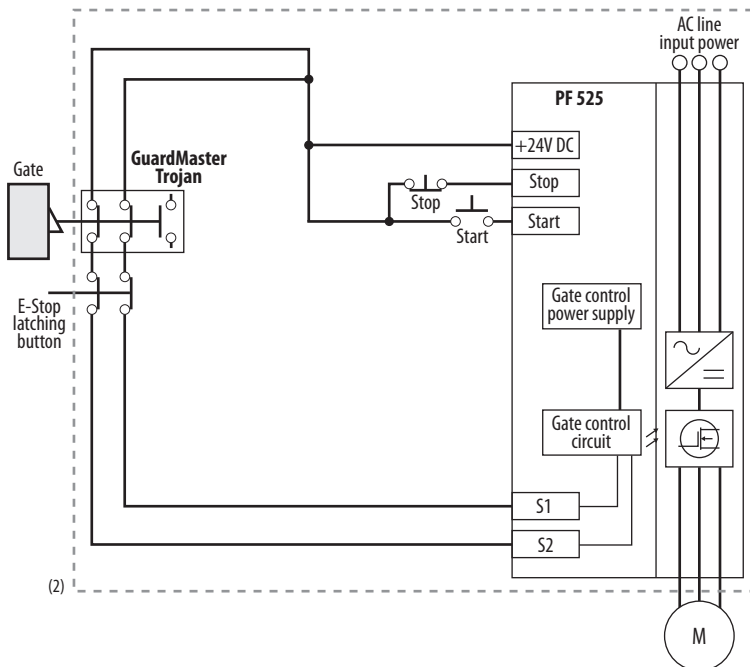 AC line
input power
PF 525
+24V DC
Gate
GuardMaster
Trojan
Stop
Stop
Start
Start
E-Stop
latching
button
Gate control
power supply
Gate control
circuit
S1
S2
(2)
M